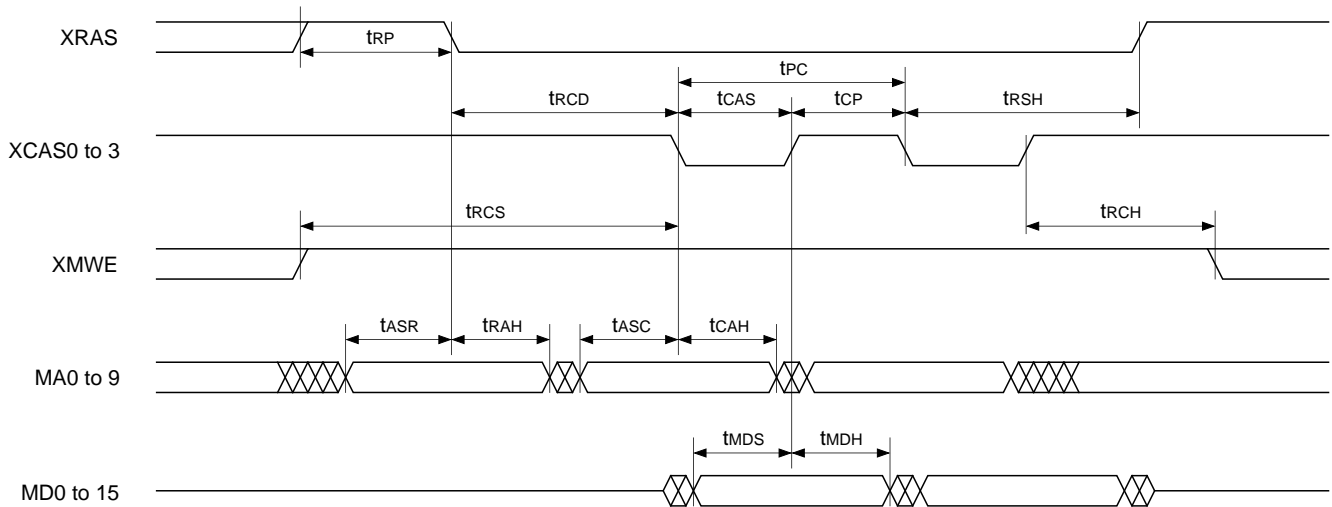 XRAS
tRP
tPC
tRCD
tCAS
tCP
tRSH
XCAS0 to 3
tRCS
tRCH
XMWE
tASR
tRAH
tASC
tCAH
MA0 to 9
tMDS
tMDH
MD0 to 15